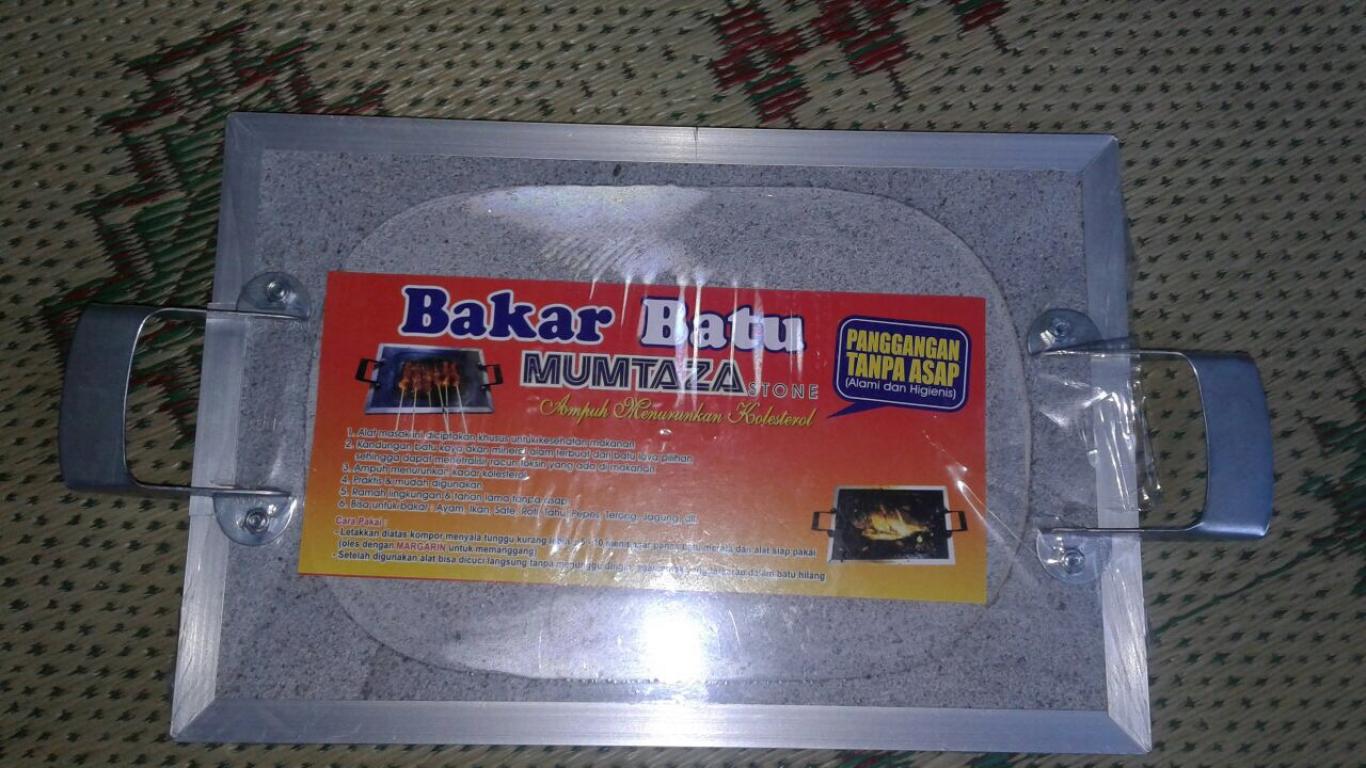 Bakar Batu
MUMTAZA STONE
Ampuh Menurunkan Kolesterol
PANGGANGAN
TANPA ASAP
(Alami dan Higienis)
1. Alat masak ini diciptakan khusus untuk kesehatan makanan
2. Kandungan batu kaya akan mineral alam terbuat dari batu lava pilihan
sehingga dapat menetralisir racun toksin yang ada di makanan
3. Ampuh menurunkan kadar kolesterol
4. Praktis & mudah digunakan
5. Ramah lingkungan & tahan lama tanpa asap
6. Bisa untuk bakar : Ayam, Ikan, Sate, Roti, Tahu, Pepes, Terong, Jagung, dll
Cara Pakai :
- Letakkan diatas kompor menyala tunggu kurang lebih 5 - 10 menit agar panas batu merata dan alat siap pakai
(oles dengan MARGARIN untuk memanggang)
- Setelah digunakan alat bisa dicuci langsung tanpa menunggu dingin dalam batu hilang